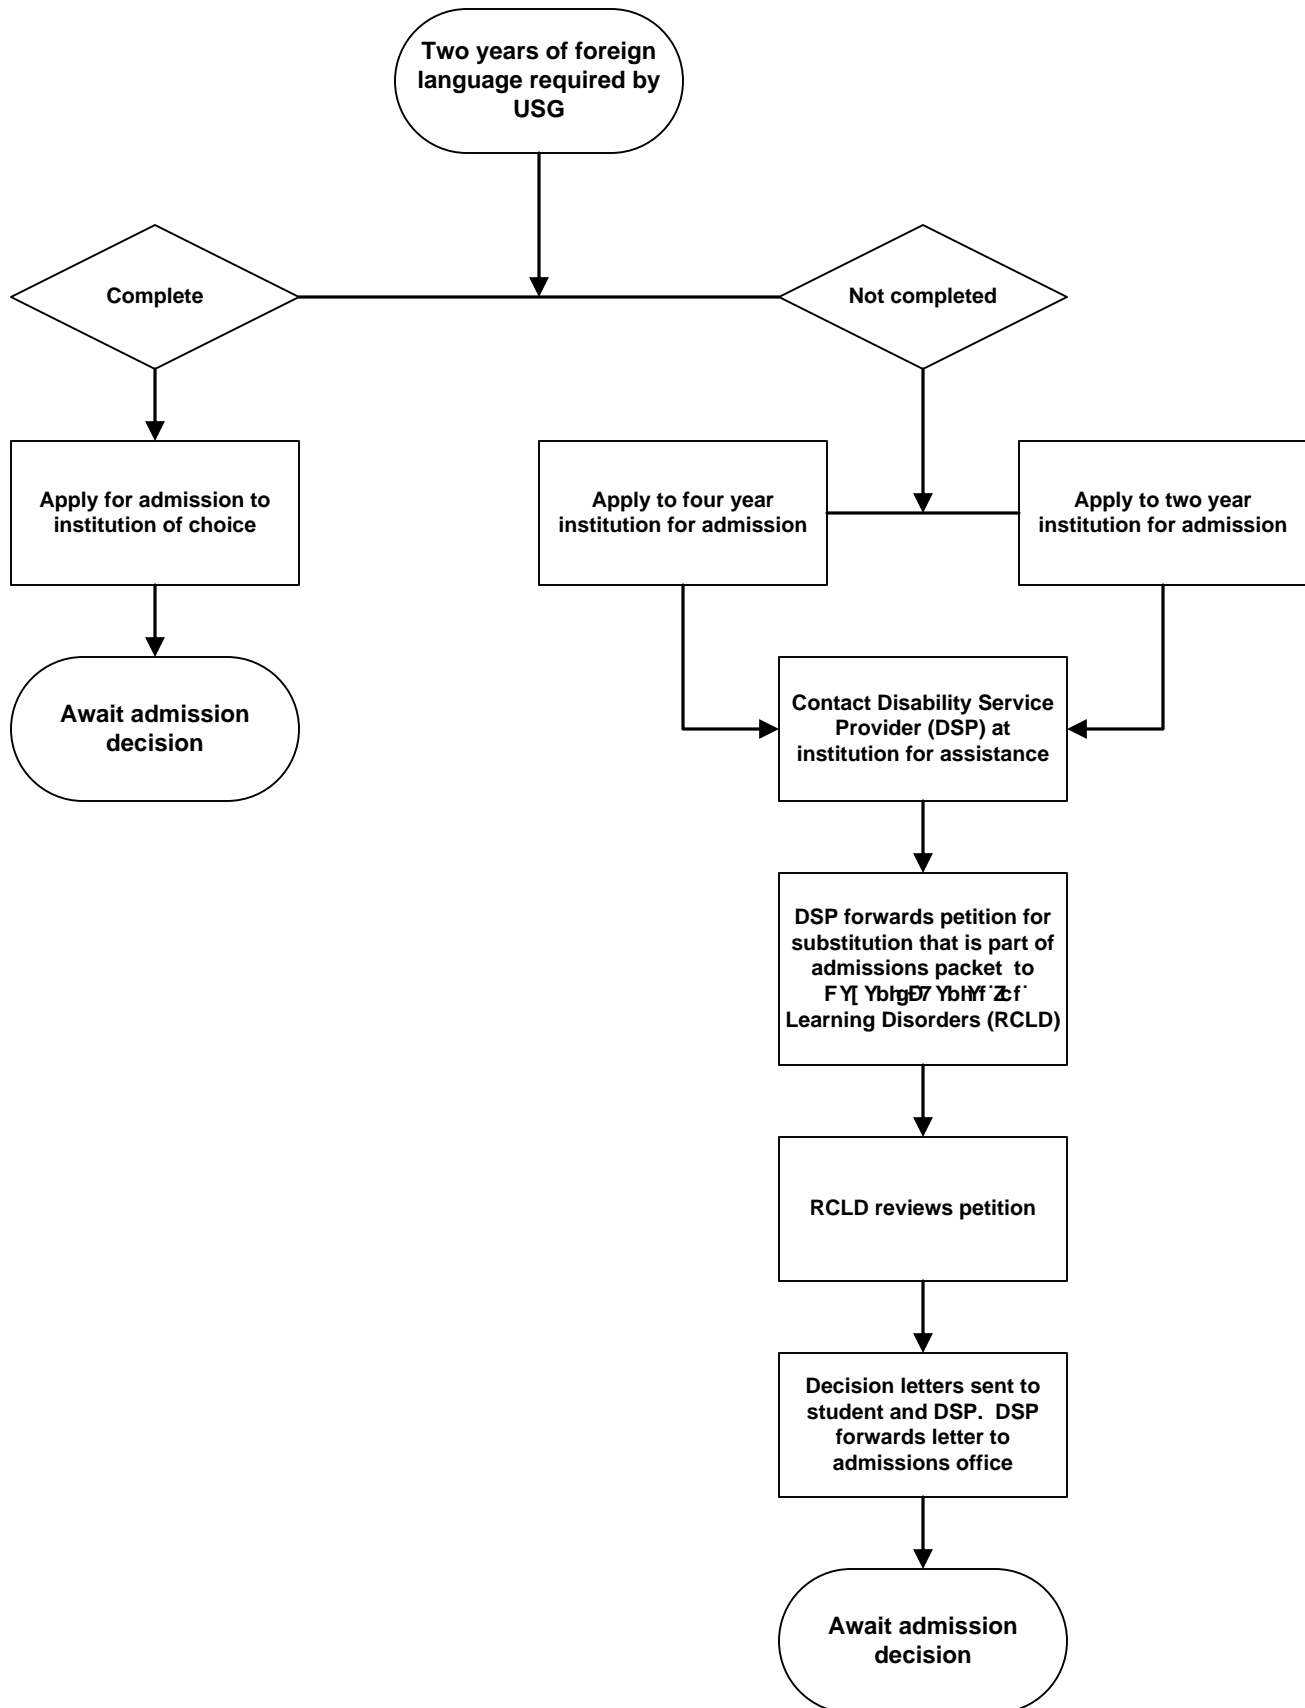 Two years of foreign
language required by
USG
Complete
Not completed
Apply for admission to
institution of choice
Apply to four year
institution for admission
Apply to two year
institution for admission
Await admission
decision
Contact Disability Service
Provider (DSP) at
institution for assistance
DSP forwards petition for
substitution that is part of
admissions packet to
Learning Disorders (RCLD)
RCLD reviews petition
Decision letters sent to
student and DSP. DSP
forwards letter to
admissions office
Await admission
decision